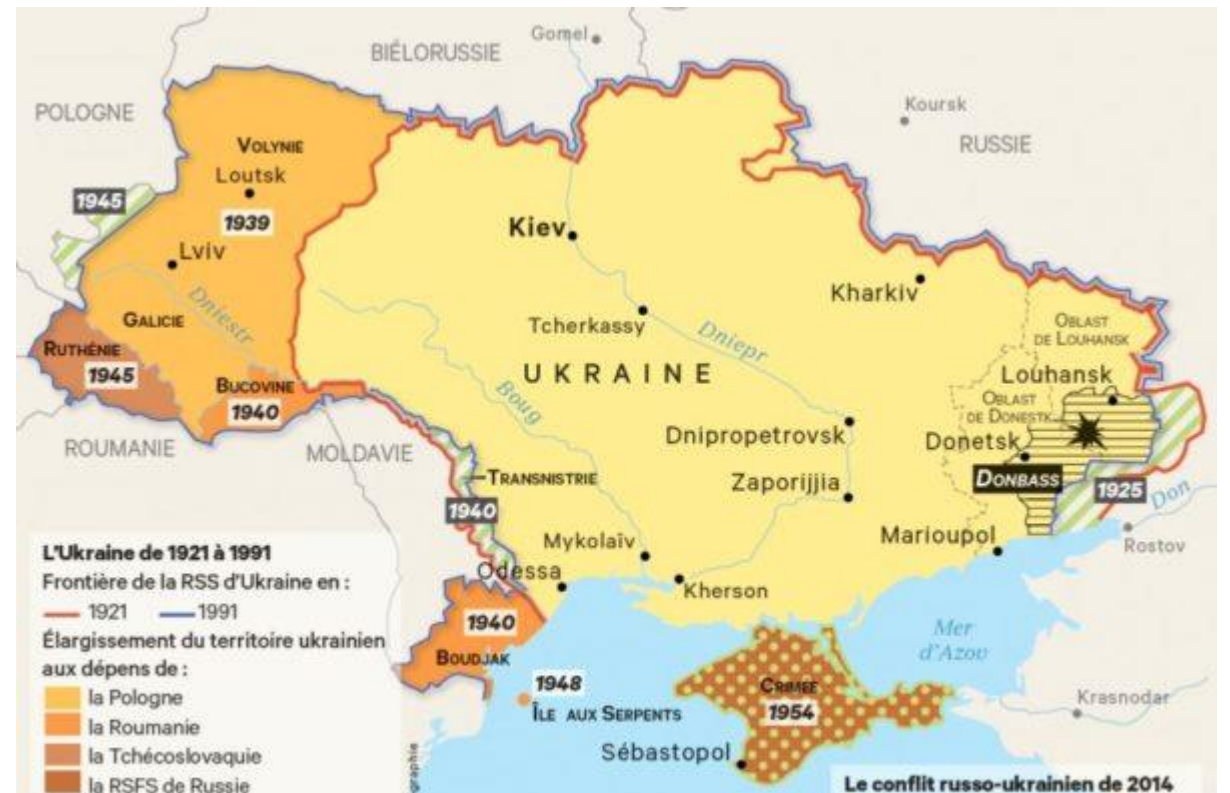 Gomel
BIÉLORUSSIE
POLOGNE
Koursk
RUSSIE
VOLYNIE
Loutsk
1939
1945
Lviv
Kiev
Kharkiv
Dniestr
GALICIE
Tcherkassy
Dniepr
OBLAST
DE LOUHANSK
RUTHÉNIE
1945
BUCOVINE
1940
UKRAINE
Boug
Louhansk
OBLAST
DE DONESTK
ROUMANIE
MOLDAVIE
Dnipropetrovsk
Donetsk
TRANSNISTRIE
Zaporijjia
DONBASS
1925
Don
1940
Mykolaïv
Marioupol
Rostov
Odessa
Kherson
1940
BOUDJAK
Mer
d'Azov
1948
ÎLE AUX SERPENTS
CRIMÉE
1954
Krasnodar
Sébastopol
L'Ukraine de 1921 à 1991
Frontière de la RSS d'Ukraine en :
1921 1991
Élargissement du territoire ukrainien
aux dépens de :
la Pologne
la Roumanie
la Tchécoslovaquie
la RSFS de Russie
graphie
Le conflit russo-ukrainien de 2014